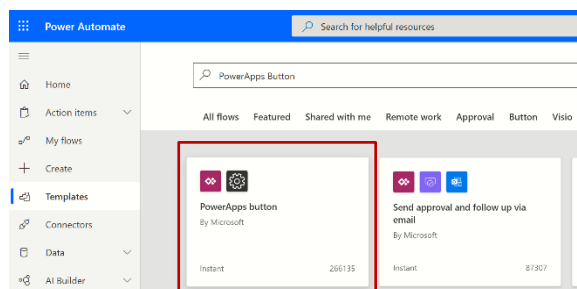 Power Automate
Search for helpful resources
Home
Action items
My flows
Create
Templates
Connectors
Data
AI Builder
PowerApps Button
All flows Featured Shared with me Remote work Approval Button Visio
PowerApps button
By Microsoft
Instant 266135
Send approval and follow up via
email
By Microsoft
Instant 87307